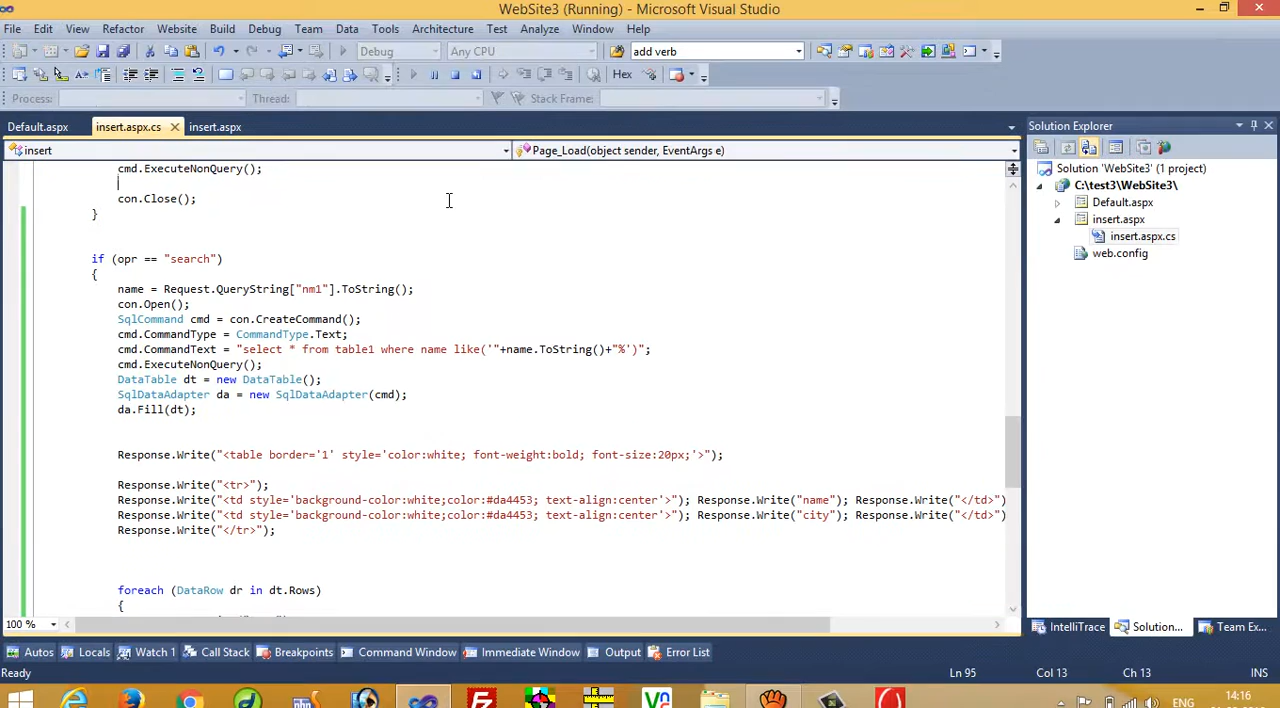 WebSite3 (Running) - Microsoft Visual Studio
File Edit View Refactor Website Build Debug Team Data Tools Architecture Test Analyze Window Help
Debug Any CPU add verb
Hex
Process: Thread: Stack Frame:
Default.aspx insert.aspx.cs insert.aspx
insert Page_Load(object sender, EventArgs e)
cmd.ExecuteNonQuery();
con.Close();
}
if (opr == "search")
{
name = Request.QueryString["nm1"].ToString();
con.Open();
SqlCommand cmd = con.CreateCommand();
cmd.CommandType = CommandType.Text;
cmd.CommandText = "select * from table1 where name like('"+name.ToString()+"%')";
cmd.ExecuteNonQuery();
DataTable dt = new DataTable();
SqlDataAdapter da = new SqlDataAdapter(cmd);
da.Fill(dt);
Response.Write("<table border='1' style='color:white; font-weight:bold; font-size:20px;'>");
Response.Write("<tr>");
Response.Write("<td style='background-color:white;color:#da4453; text-align:center'>"); Response.Write("name"); Response.Write("</td>")
Response.Write("<td style='background-color:white;color:#da4453; text-align:center'>"); Response.Write("city"); Response.Write("</td>")
Response.Write("</tr>");
foreach (DataRow dr in dt.Rows)
{
100 %
Solution Explorer
Solution 'WebSite3' (1 project)
C:\test3\WebSite3\
Default.aspx
insert.aspx
insert.aspx.cs
web.config
IntelliTrace Solution... Team Ex...
Autos Locals Watch 1 Call Stack Breakpoints Command Window Immediate Window Output Error List
Ready Ln 95 Col 13 Ch 13 INS
ENG 14:16